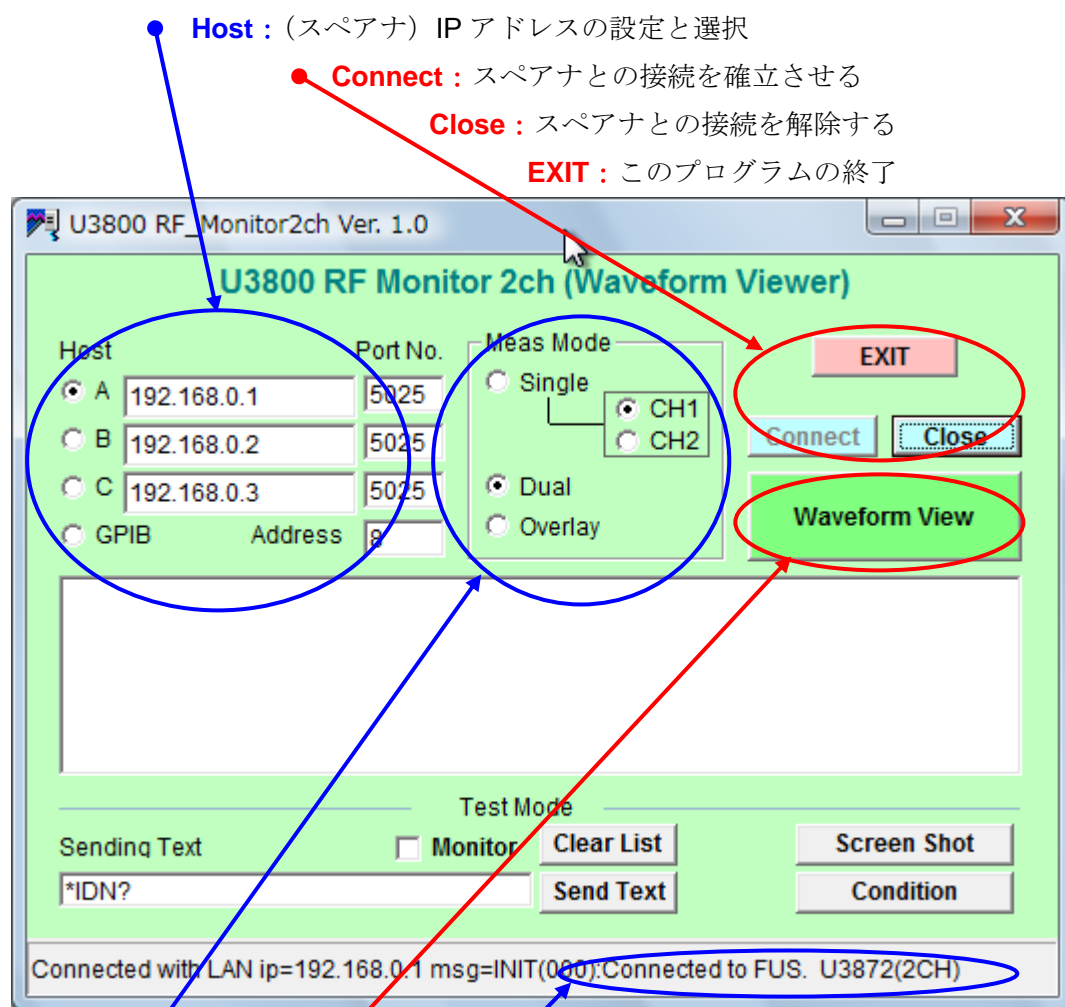 Host：（スペアナ）IP アドレスの設定と選択
Connect：スペアナとの接続を確立させる
Close：スペアナとの接続を解除する
EXIT：このプログラムの終了
U3800 RF_Monitor2ch Ver. 1.0
U3800 RF Monitor 2ch (Waveform Viewer)
Host Port No. Meas Mode EXIT
A 192.168.0.1 5025 Single
CH1
B 192.168.0.2 5025 CH2 Connect Close
C 192.168.0.3 5025 Dual
Waveform View
GPIB Address 8 Overlay
Test Mode
Sending Text Monitor Clear List Screen Shot
*IDN? Send Text Condition
Connected with LAN ip=192.168.0.1 msg=INIT(000):Connected to FUS. U3872(2CH)